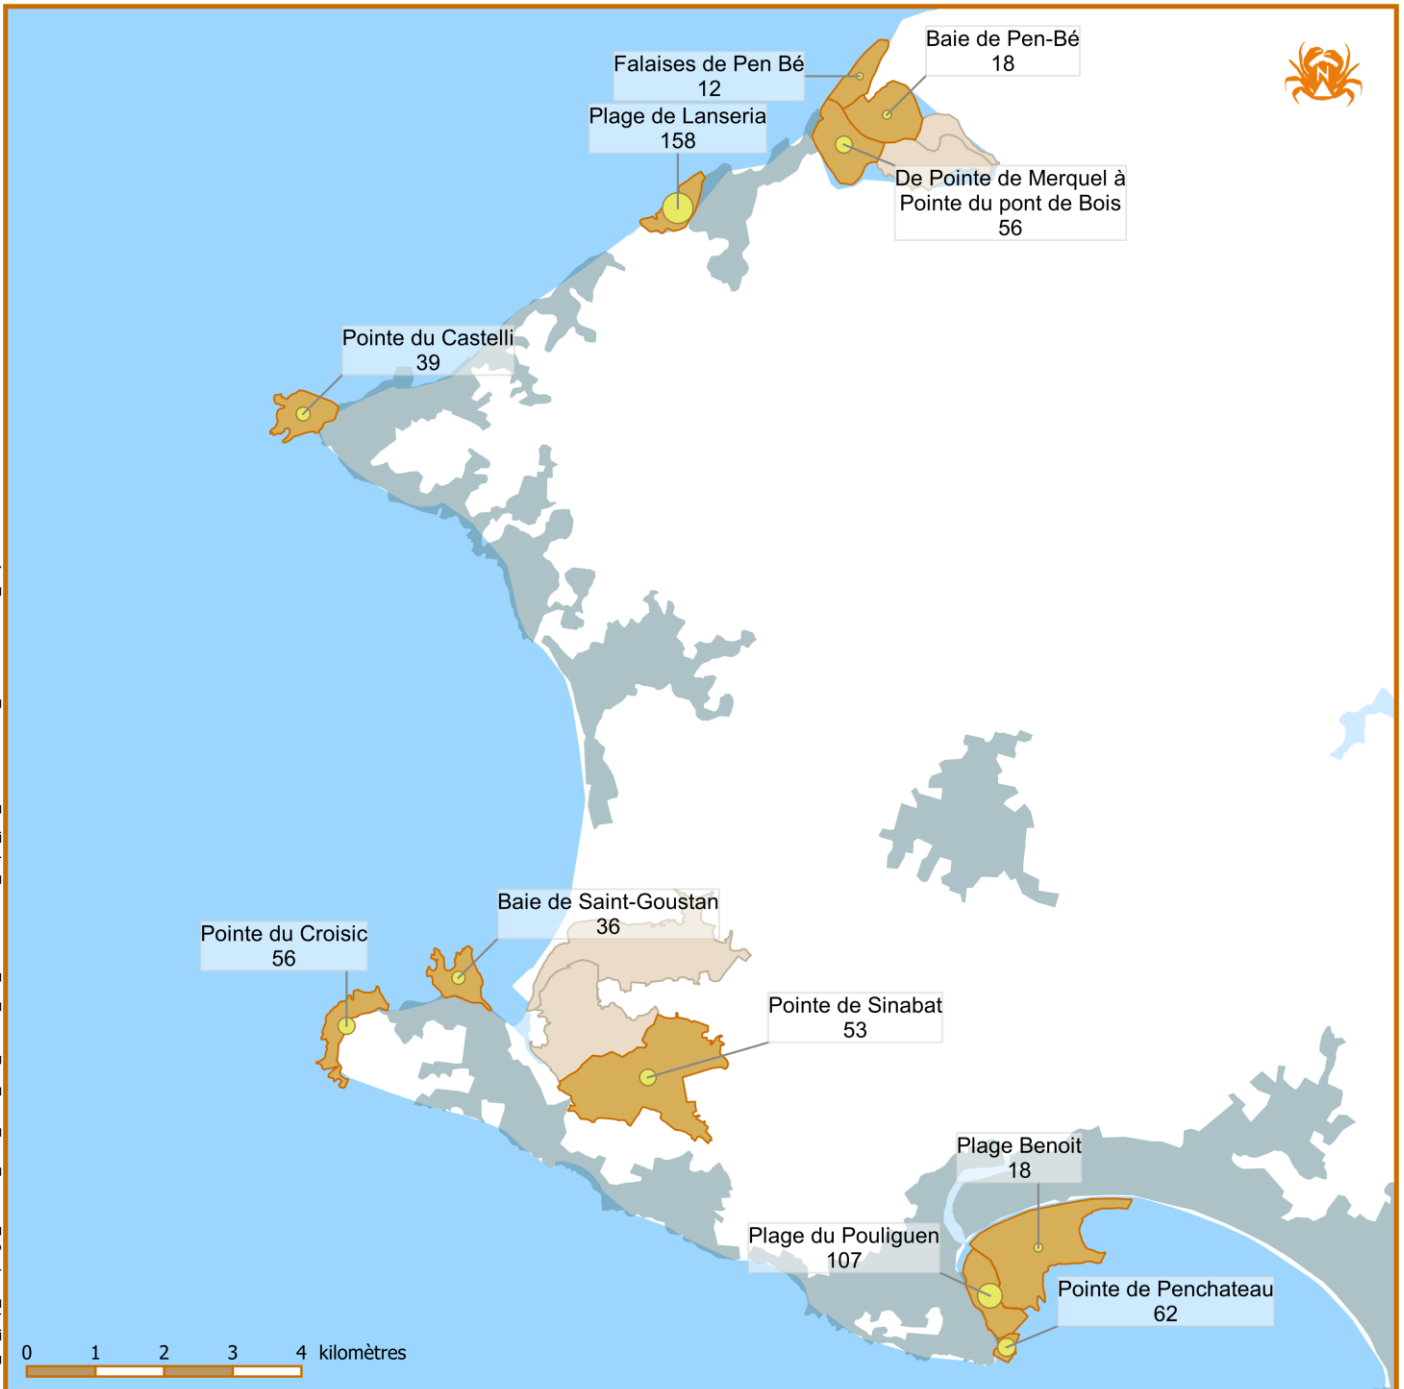 Baie de Pen-Bé
18
Falaises de Pen Bé
12
Plage de Lanseria
158
De Pointe de Merquel à
Pointe du pont de Bois
56
Pointe du Castelli
39
Baie de Saint-Goustan
36
Pointe du Croisic
56
Pointe de Sinabat
53
Plage Benoit
18
Plage du Pouliguen
107
Pointe de Penchateau
62
0 1 2 3 4 kilomètres
N